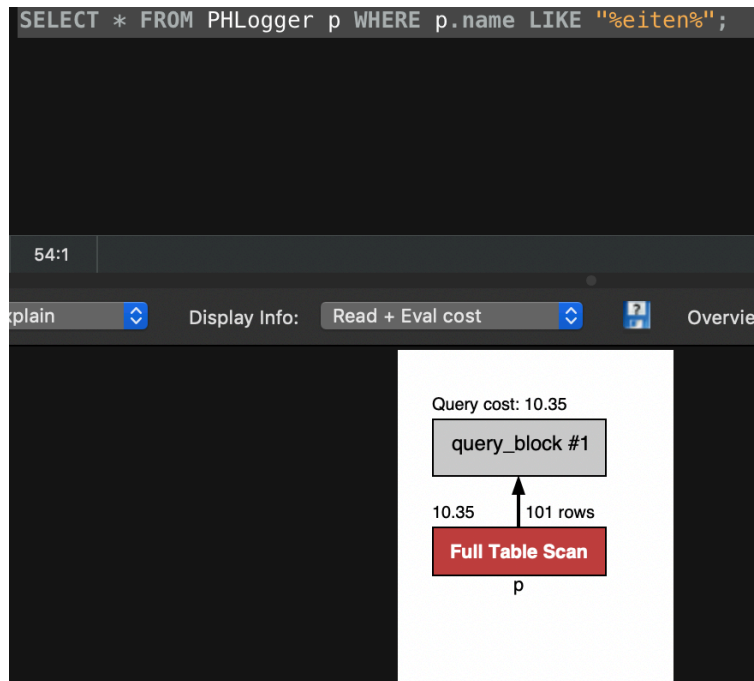 SELECT * FROM PHLogger p WHERE p.name LIKE "%eiten%";
54:1
xplain
Display Info:
Read + Eval cost
Overvie
Query cost: 10.35
query_block #1
10.35
101 rows
Full Table Scan
p